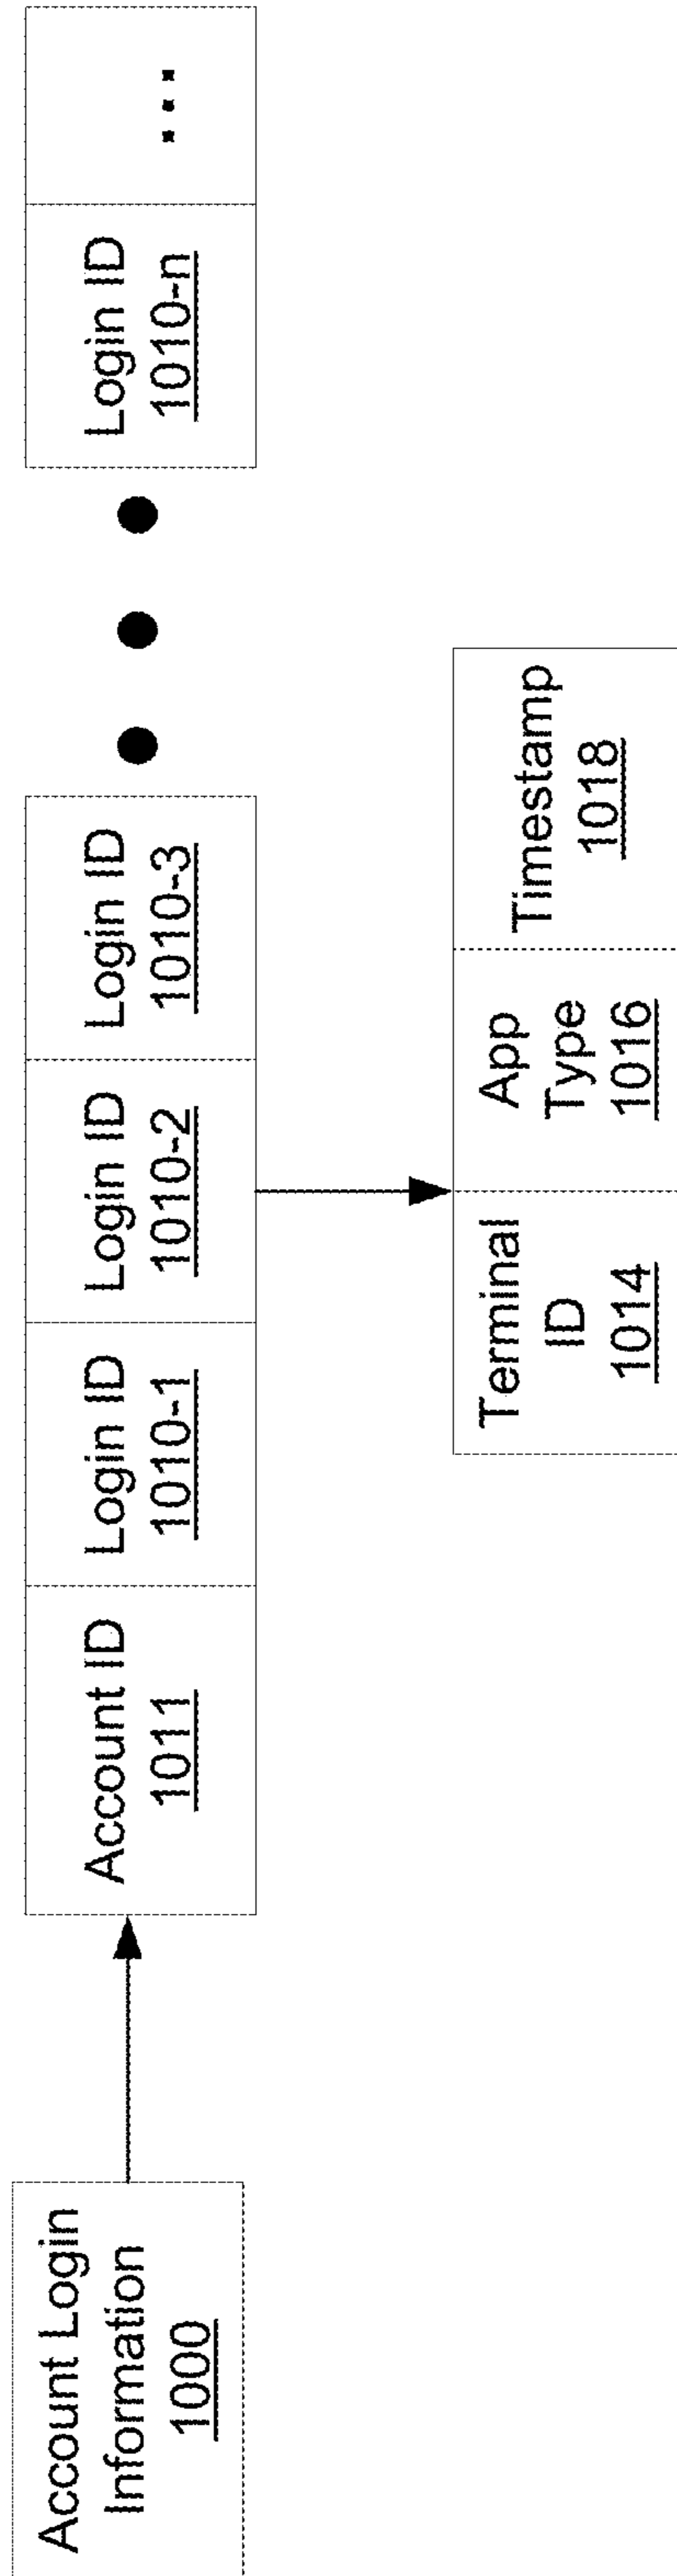 Account Login
Information
1000
Account ID
1011
Login ID
1010-1
Login ID
1010-2
Login ID
1010-3
Login ID
1010-n
...
Terminal
ID
1014
App
Type
1016
Timestamp
1018